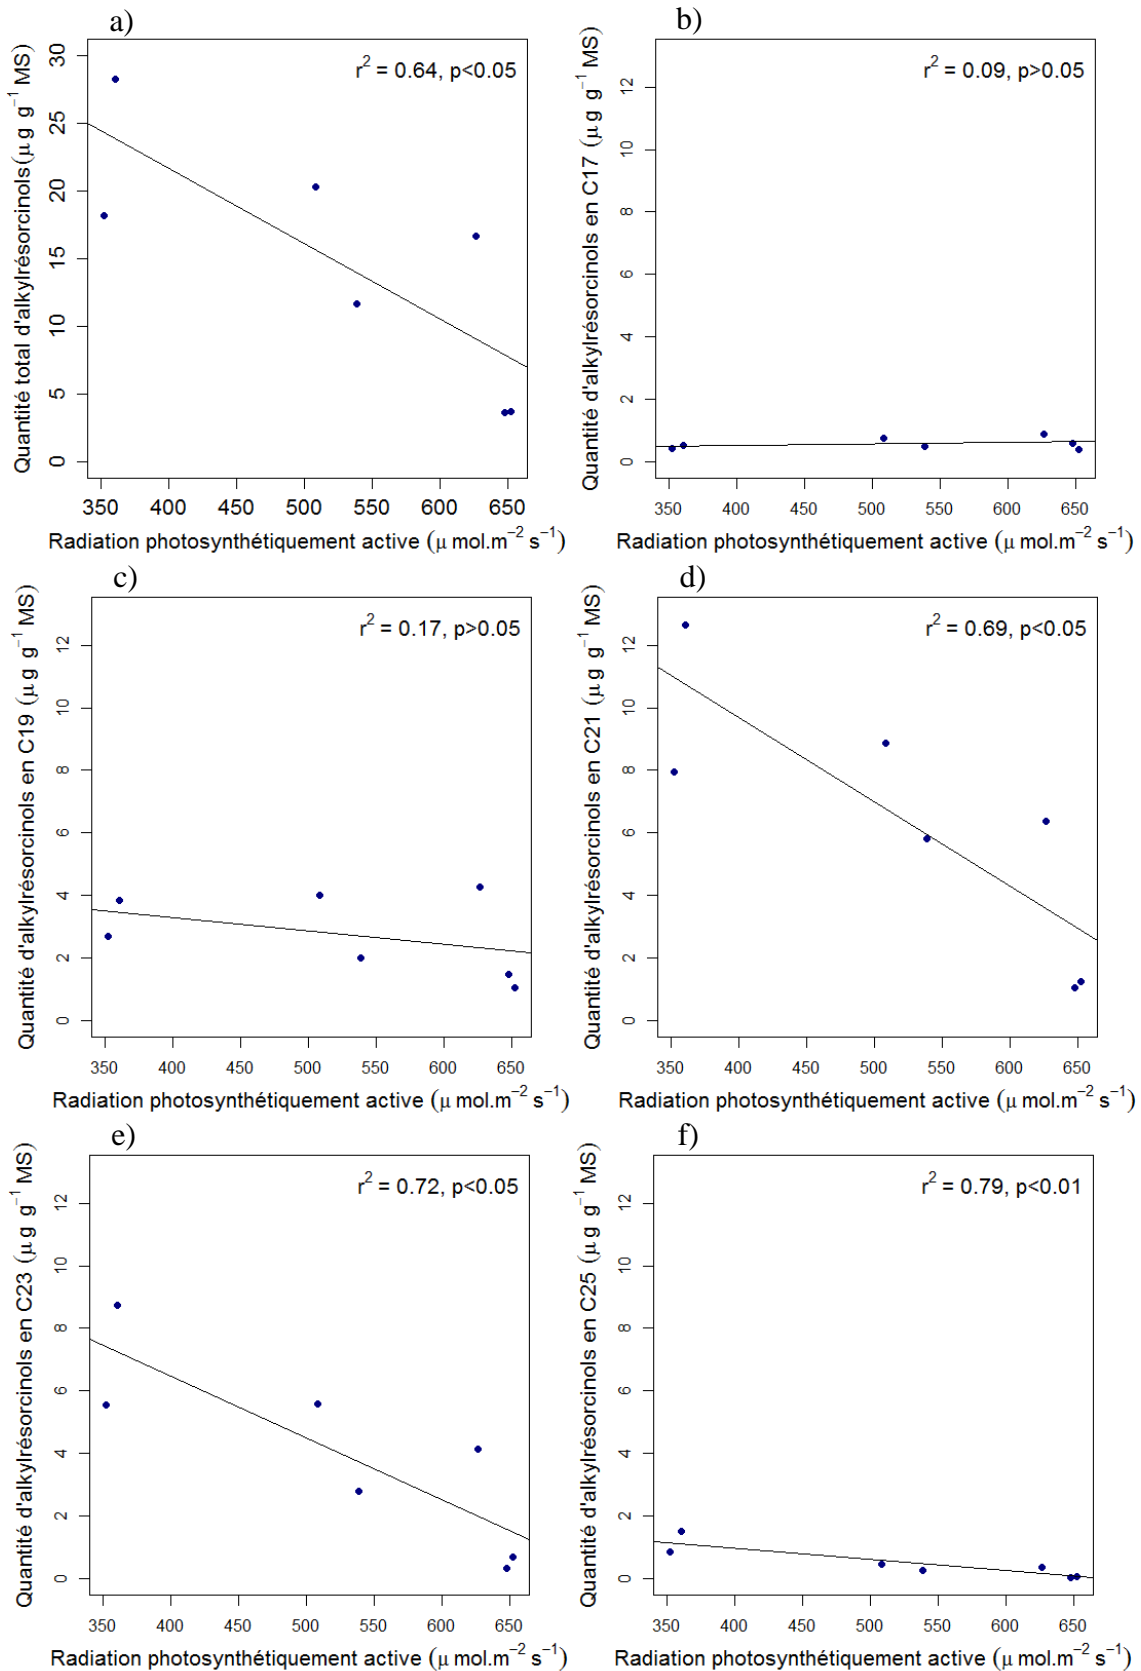 a)
r² = 0.64, p<0.05
Quantité total d'alkylrésorcinols(μg g⁻¹ MS)
30
25
20
15
10
5
0
350 400 450 500 550 600 650
Radiation photosynthétiquement active (μ mol.m⁻² s⁻¹)
b)
r² = 0.09, p>0.05
Quantité d'alkylrésorcinols en C17 (μg g⁻¹ MS)
12
10
8
6
4
2
0
350 400 450 500 550 600 650
Radiation photosynthétiquement active (μ mol.m⁻² s⁻¹)
c)
r² = 0.17, p>0.05
Quantité d'alkylrésorcinols en C19 (μg g⁻¹ MS)
12
10
8
6
4
2
0
350 400 450 500 550 600 650
Radiation photosynthétiquement active (μ mol.m⁻² s⁻¹)
d)
r² = 0.69, p<0.05
Quantité d'alkylrésorcinols en C21 (μg g⁻¹ MS)
12
10
8
6
4
2
0
350 400 450 500 550 600 650
Radiation photosynthétiquement active (μ mol.m⁻² s⁻¹)
e)
r² = 0.72, p<0.05
Quantité d'alkylrésorcinols en C23 (μg g⁻¹ MS)
12
10
8
6
4
2
0
350 400 450 500 550 600 650
Radiation photosynthétiquement active (μ mol.m⁻² s⁻¹)
f)
r² = 0.79, p<0.01
Quantité d'alkylrésorcinols en C25 (μg g⁻¹ MS)
12
10
8
6
4
2
0
350 400 450 500 550 600 650
Radiation photosynthétiquement active (μ mol.m⁻² s⁻¹)